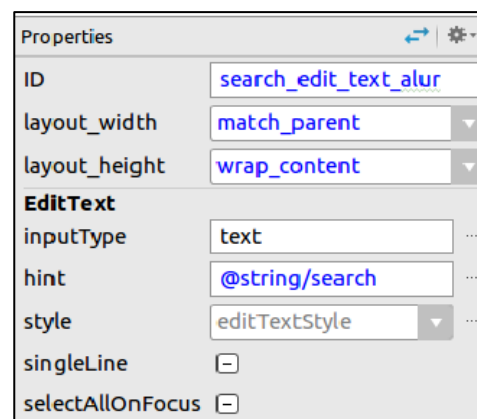 Properties
ID search_edit_text_alur
layout_width match_parent
layout_height wrap_content
EditText
inputType text
hint @string/search
style editTextStyle
singleLine
selectAllOnFocus